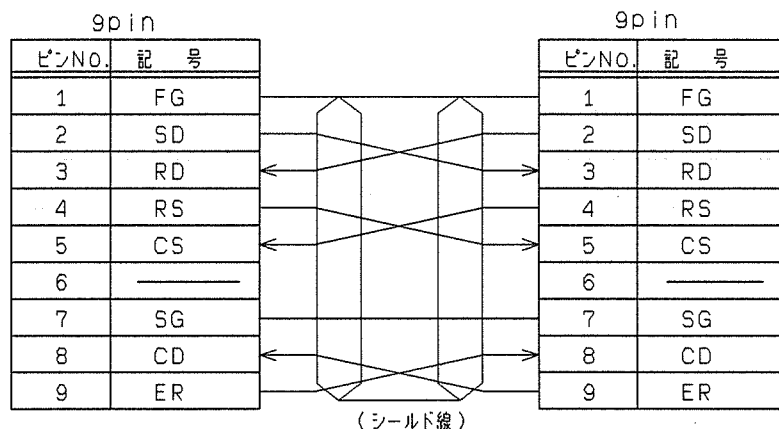 9pin 9pin
ピンNO. 記 号 ピンNO. 記 号
1 FG 1 FG
2 SD 2 SD
3 RD 3 RD
4 RS 4 RS
5 CS 5 CS
6 ――― 6 ―――
7 SG 7 SG
8 CD 8 CD
9 ER 9 ER
(シールド線)